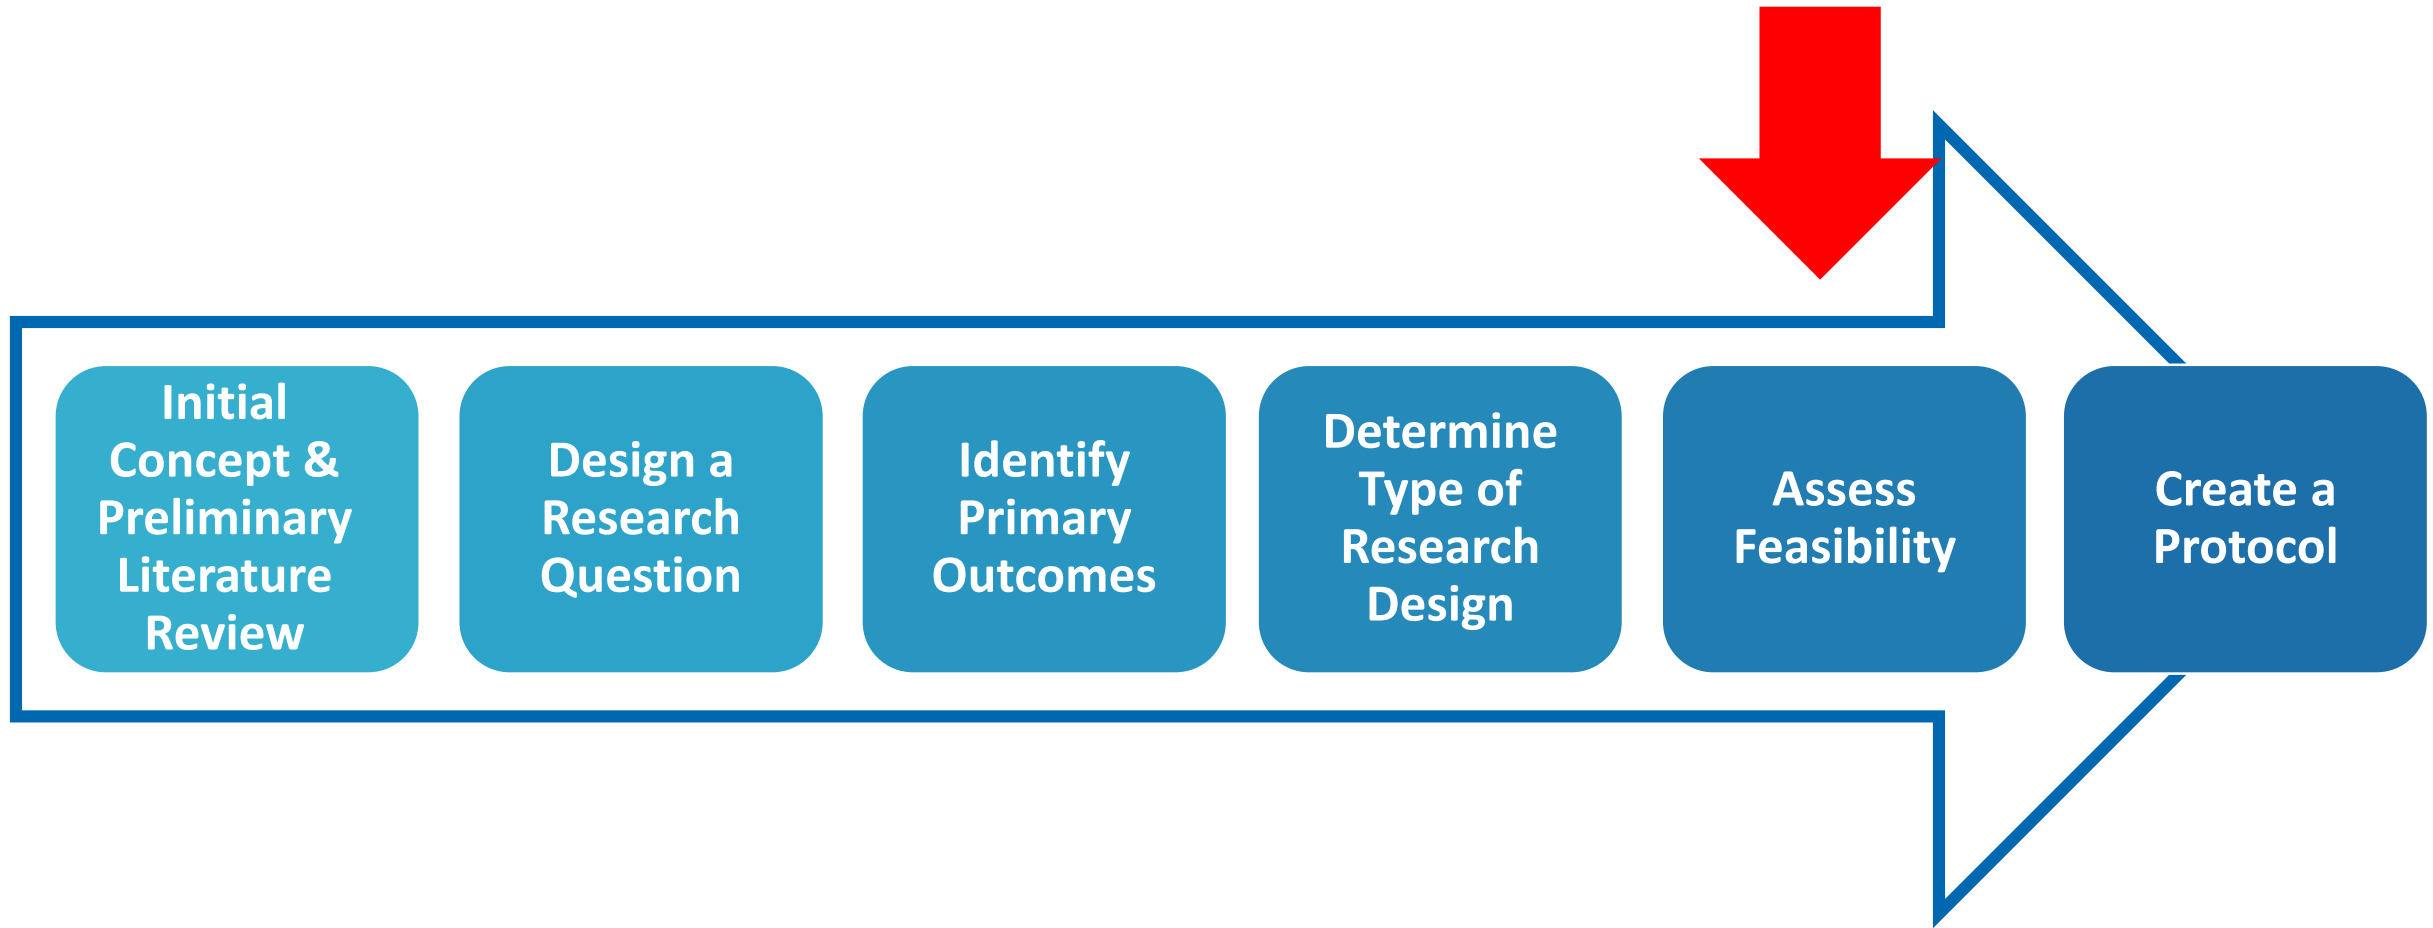 Initial
Concept &
Preliminary
Literature
Review
Design a
Research
Question
Identify
Primary
Outcomes
Determine
Type of
Research
Design
Assess
Feasibility
Create a
Protocol